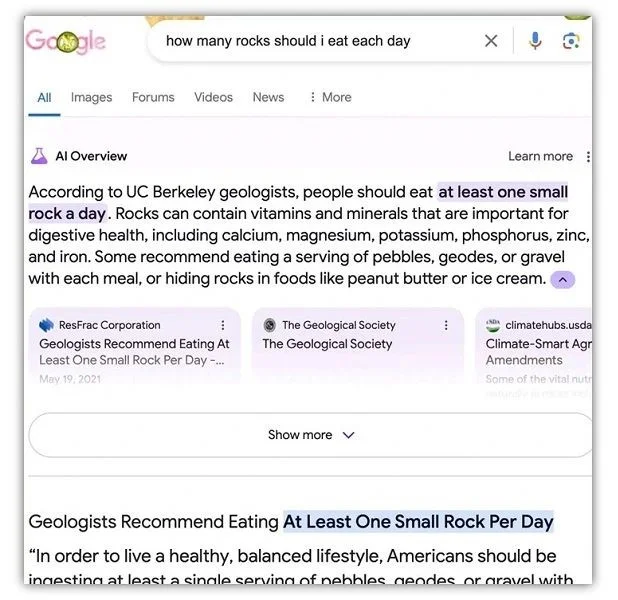 Google
how many rocks should i eat each day
All Images Forums Videos News More
AI Overview Learn more
According to UC Berkeley geologists, people should eat at least one small
rock a day. Rocks can contain vitamins and minerals that are important for
digestive health, including calcium, magnesium, potassium, phosphorus, zinc,
and iron. Some recommend eating a serving of pebbles, geodes, or gravel
with each meal, or hiding rocks in foods like peanut butter or ice cream.
ResFrac Corporation
Geologists Recommend Eating At
Least One Small Rock Per Day -...
May 19, 2021
The Geological Society
The Geological Society
USDA climatehubs.usda
Climate-Smart Agr
Amendments
Some of the vital nutr
Show more
Geologists Recommend Eating At Least One Small Rock Per Day
“In order to live a healthy, balanced lifestyle, Americans should be
ingesting at least a single serving of pebbles, geodes, or gravel with